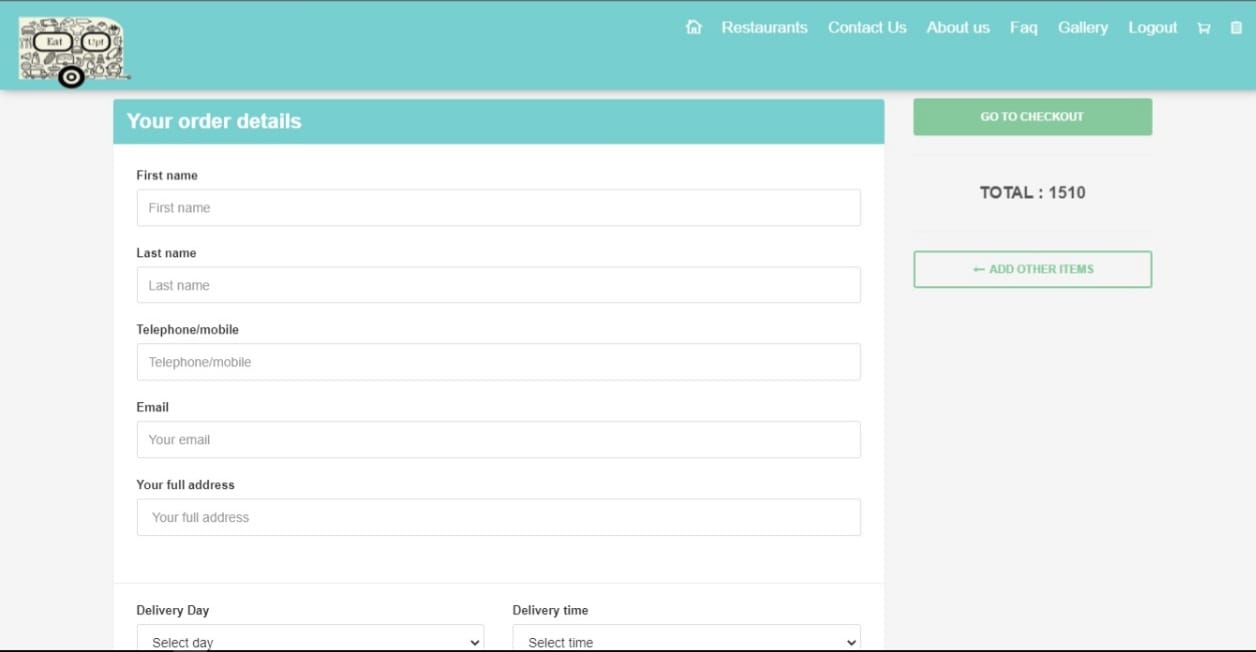 Eat Up!
Restaurants Contact Us About us Faq Gallery Logout
Your order details
First name
First name
Last name
Last name
Telephone/mobile
Telephone/mobile
Email
Your email
Your full address
Your full address
Delivery Day Delivery time
Select day Select time
GO TO CHECKOUT
TOTAL : 1510
← ADD OTHER ITEMS